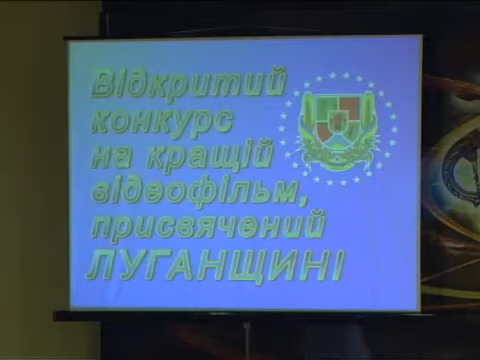 Відкритий
конкурс
на кращій
відеофільм,
присвячений
ЛУГАНЩИНІ